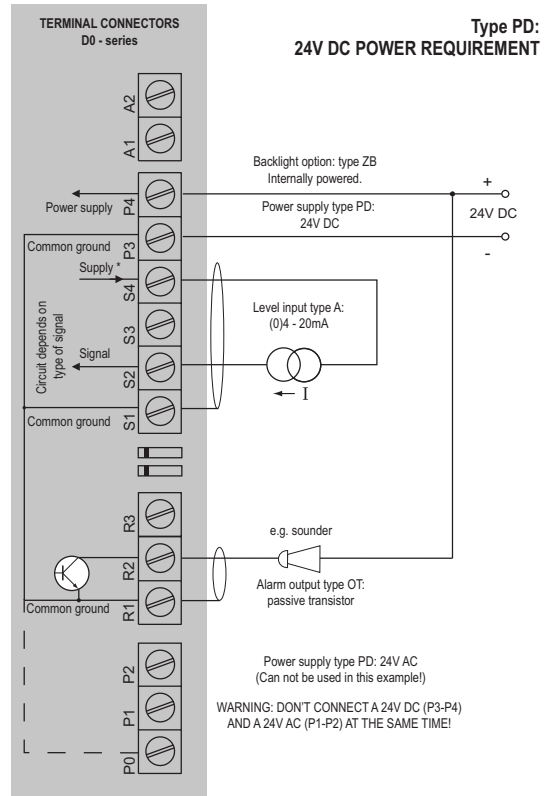 TERMINAL CONNECTORS
D0 - series
Type PD:
24V DC POWER REQUIREMENT
A2
A1
Backlight option: type ZB
Internally powered.
+
P4
Power supply
Power supply type PD:
24V DC
24V DC
P3
Common ground
-
Supply *
S4
Level input type A:
(0)4 - 20mA
S3
Circuit depends on
type of signal
Signal
S2
I
S1
Common ground
R3
e.g. sounder
R2
Alarm output type OT:
passive transistor
R1
Common ground
P2
Power supply type PD: 24V AC
(Can not be used in this example!)
P1
WARNING: DON'T CONNECT A 24V DC (P3-P4)
AND A 24V AC (P1-P2) AT THE SAME TIME!
P0